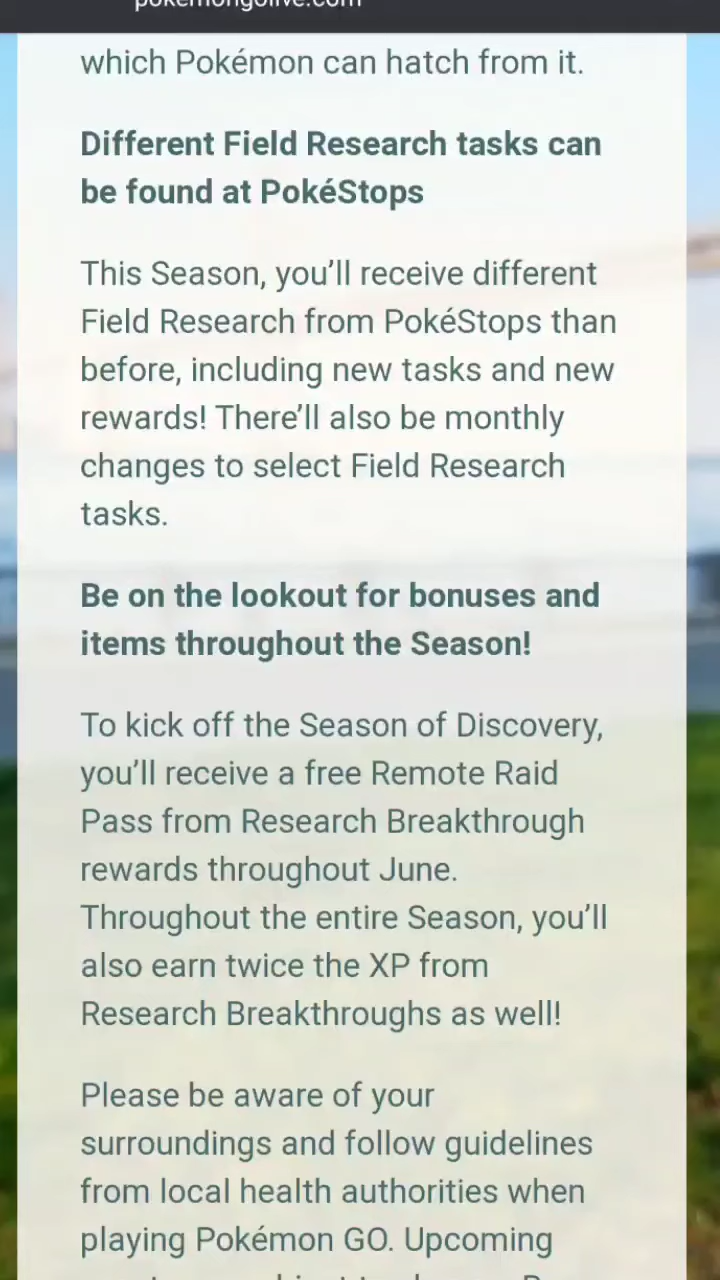 pokemongolive.com
which Pokémon can hatch from it.
Different Field Research tasks can
be found at PokéStops
This Season, you’ll receive different
Field Research from PokéStops than
before, including new tasks and new
rewards! There’ll also be monthly
changes to select Field Research
tasks.
Be on the lookout for bonuses and
items throughout the Season!
To kick off the Season of Discovery,
you’ll receive a free Remote Raid
Pass from Research Breakthrough
rewards throughout June.
Throughout the entire Season, you’ll
also earn twice the XP from
Research Breakthroughs as well!
Please be aware of your
surroundings and follow guidelines
from local health authorities when
playing Pokémon GO. Upcoming